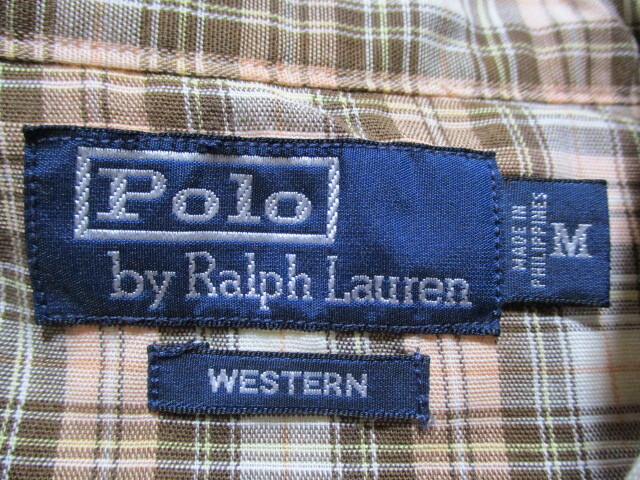 Polo
by Ralph Lauren
MADE IN
PHILIPPINES
M
WESTERN